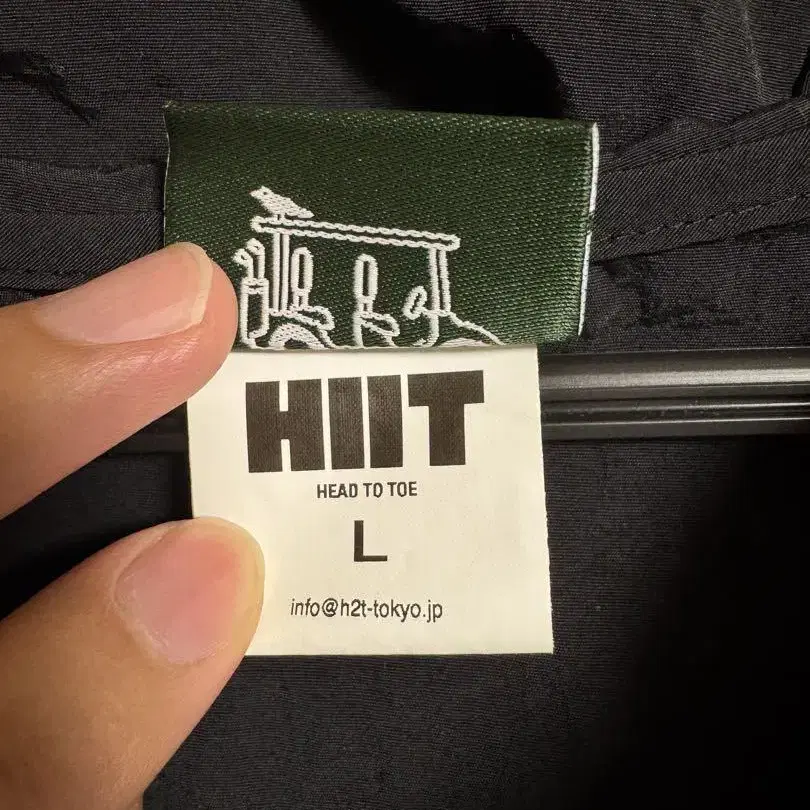 HIIT
HEAD TO TOE
L
info@h2t-tokyo.jp